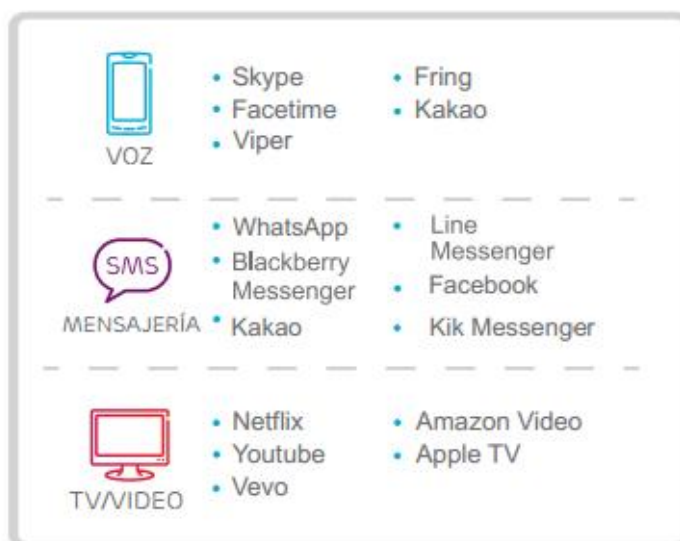 VOZ
• Skype
• Facetime
• Viper
• Fring
• Kakao
SMS
MENSAJERÍA
• WhatsApp
• Blackberry
Messenger
• Kakao
• Line
Messenger
• Facebook
• Kik Messenger
TV/VIDEO
• Netflix
• Youtube
• Vevo
• Amazon Video
• Apple TV